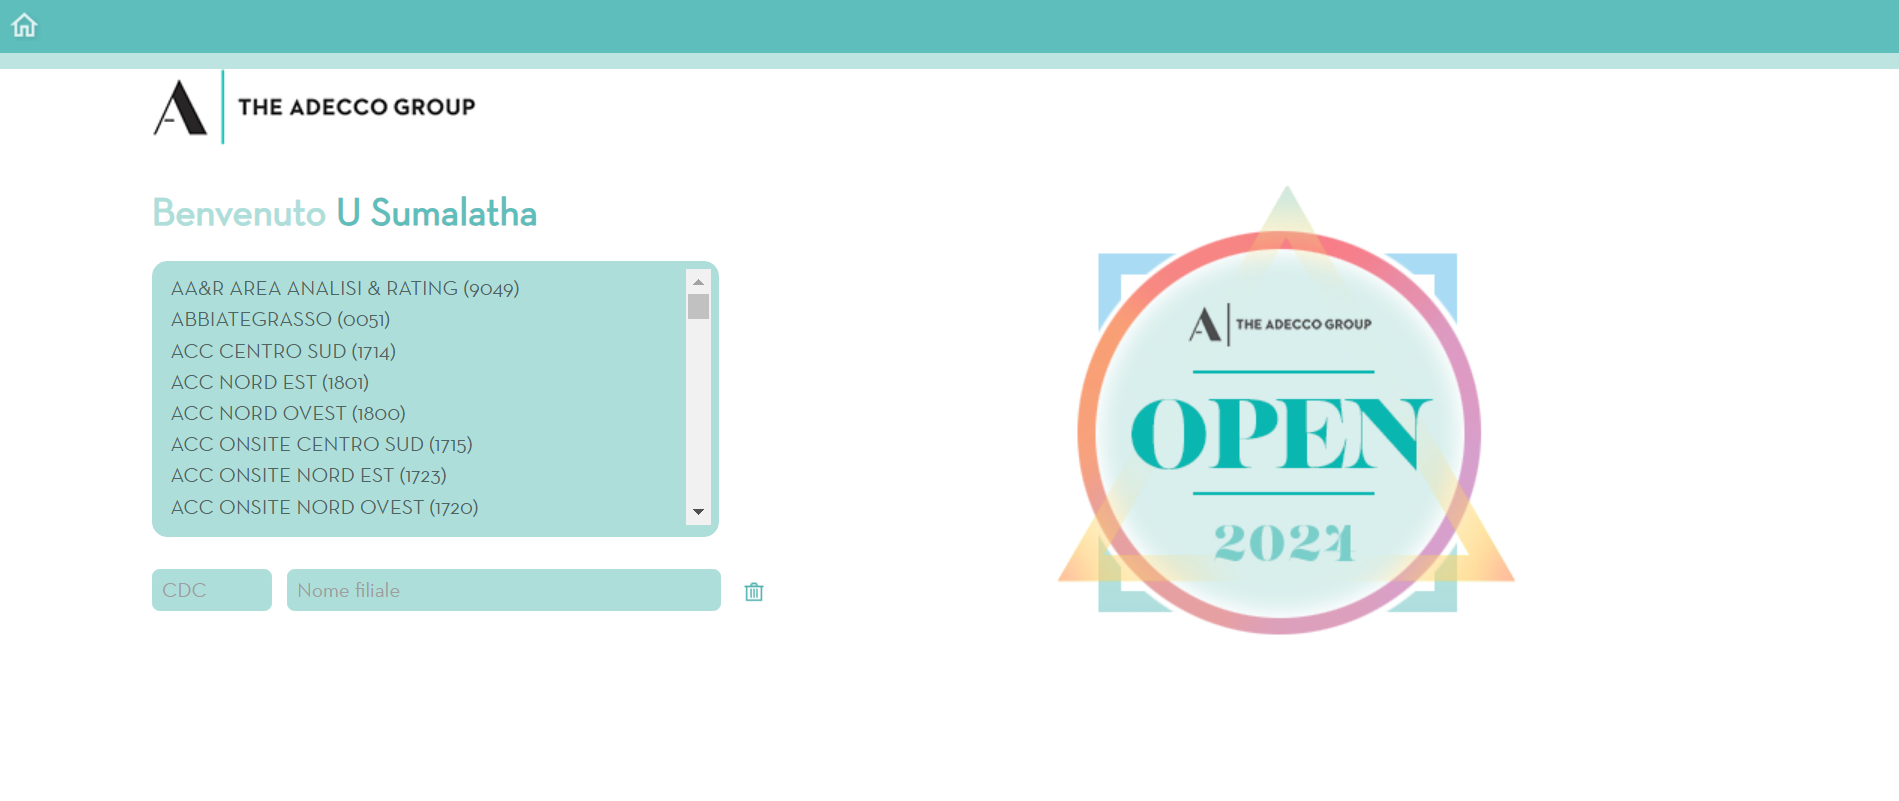 THE ADECCO GROUP
Benvenuto U Sumalatha
AA&R AREA ANALISI & RATING (9049)
ABBIATEGRASSO (0051)
ACC CENTRO SUD (1714)
ACC NORD EST (1801)
ACC NORD OVEST (1800)
ACC ONSITE CENTRO SUD (1715)
ACC ONSITE NORD EST (1723)
ACC ONSITE NORD OVEST (1720)
CDC
Nome filiale
THE ADECCO GROUP
OPEN
2024